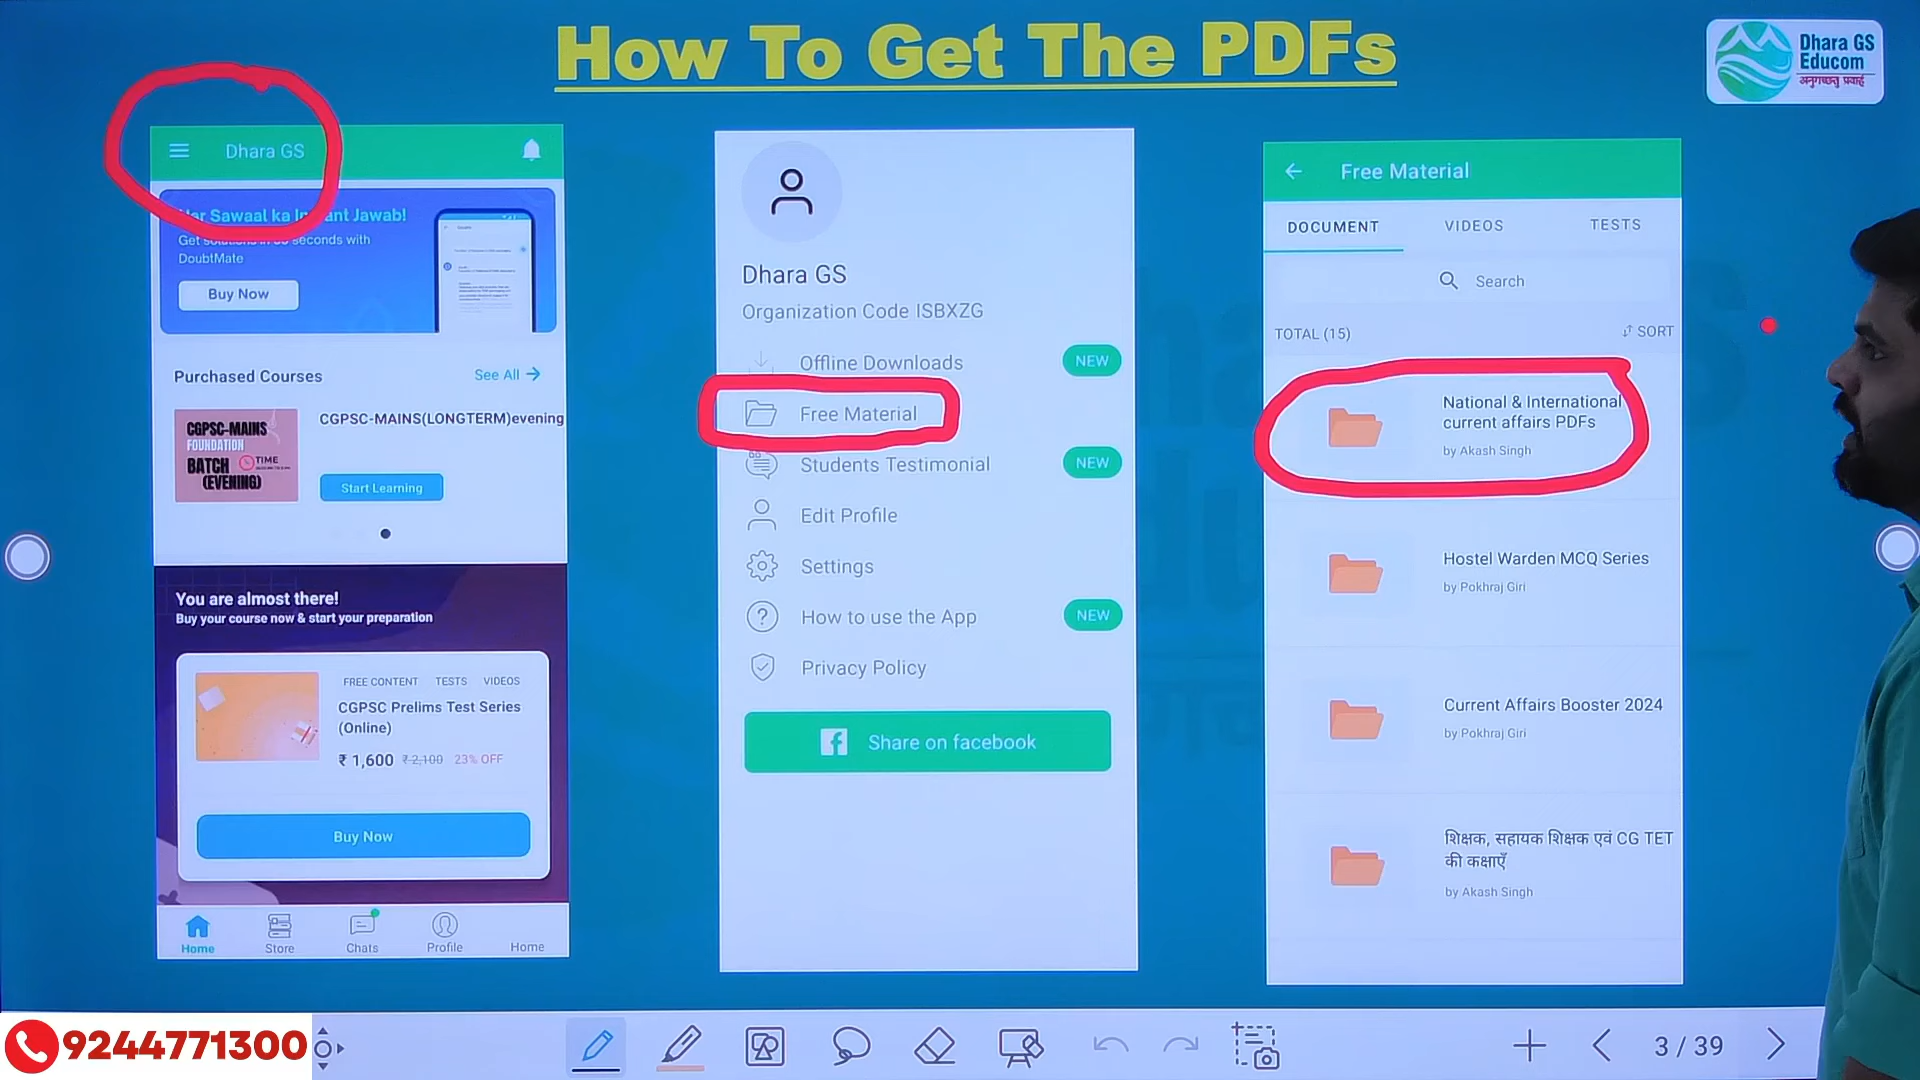 How To Get The PDFs
Dhara GS
Educom
अनुगच्छतु प्रवाहं
Dhara GS
Get solutions in 60 seconds with
DoubtMate
Buy Now
Purchased Courses
See All
CGPSC-MAINS
FOUNDATION
BATCH
TIME
(EVENING)
CGPSC-MAINS(LONGTERM)evening
Start Learning
You are almost there!
Buy your course now & start your preparation
FREE CONTENT TESTS VIDEOS
CGPSC Prelims Test Series
(Online)
₹ 1,600 ₹ 2,100 23% OFF
Buy Now
Home
Store
Chats
Profile
Home
Dhara GS
Organization Code ISBXZG
Offline Downloads NEW
Free Material
Students Testimonial NEW
Edit Profile
Settings
How to use the App NEW
Privacy Policy
Share on facebook
Free Material
DOCUMENT VIDEOS TESTS
Search
TOTAL (15) SORT
National & International
current affairs PDFs
by Akash Singh
Hostel Warden MCQ Series
by Pokhraj Giri
Current Affairs Booster 2024
by Pokhraj Giri
शिक्षक, सहायक शिक्षक एवं CG TET
की कक्षाएँ
by Akash Singh
9244771300
3 / 39